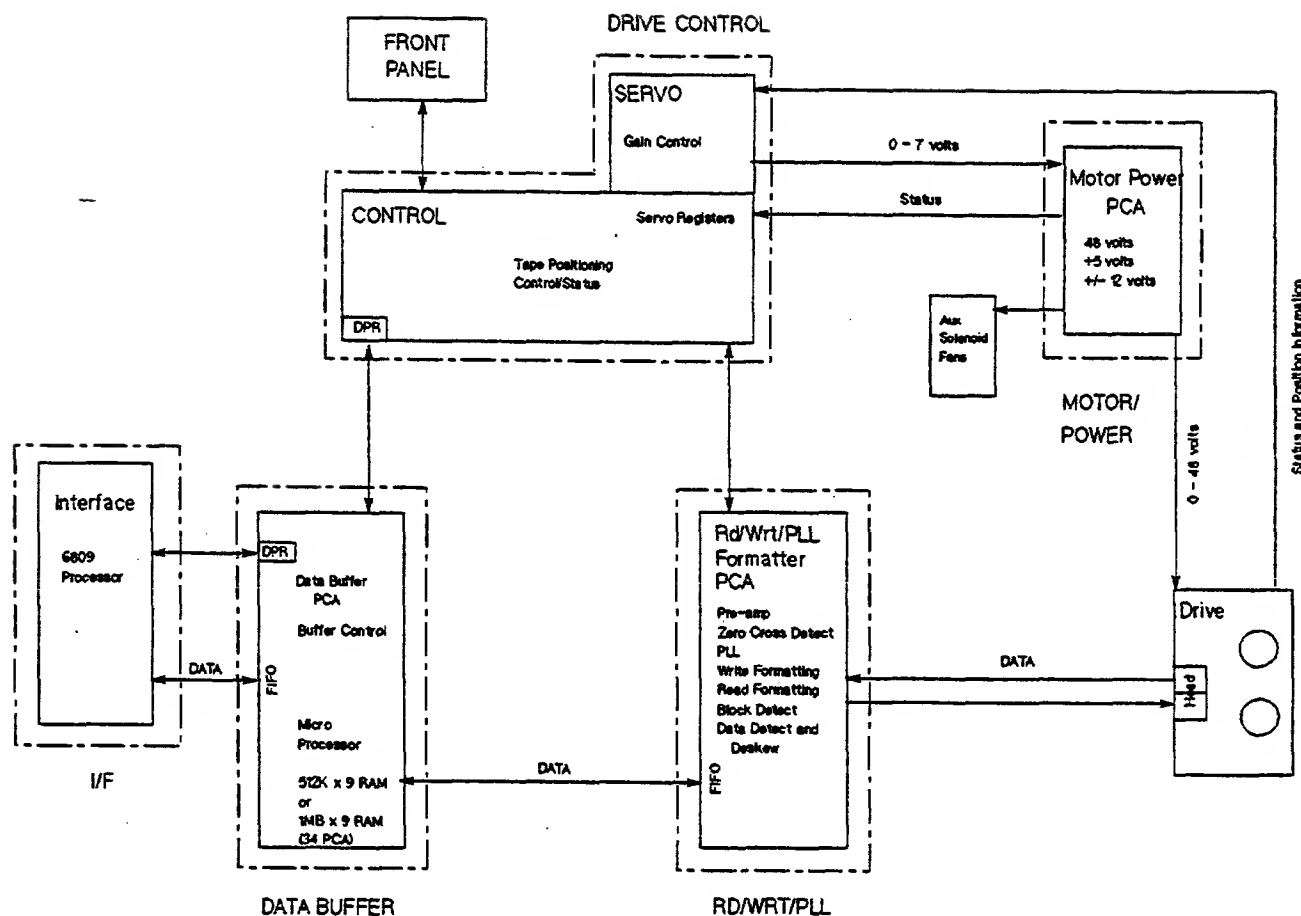 DRIVE CONTROL
FRONT
PANEL
SERVO
Gain Control
0 - 7 volts
Status
Motor Power
PCA
48 volts
+5 volts
+/- 12 volts
CONTROL
Servo Registers
Tape Positioning
Control/Status
DPR
Aux
Solenoid
Fans
MOTOR/
POWER
0 - 48 volts
Status and Position Information
Interface
6809
Processor
I/F
DPR
Data Buffer
PCA
Buffer Control
DATA
FIFO
Micro
Processor
512K x 9 RAM
or
1MB x 9 RAM
(34 PCA)
DATA BUFFER
DATA
Rd/Wrt/PLL
Formatter
PCA
Pre-amp
Zero Cross Detect
PLL
Write Formatting
Read Formatting
Block Detect
Data Detect and
Deskew
FIFO
RD/WRT/PLL
DATA
Drive
Head